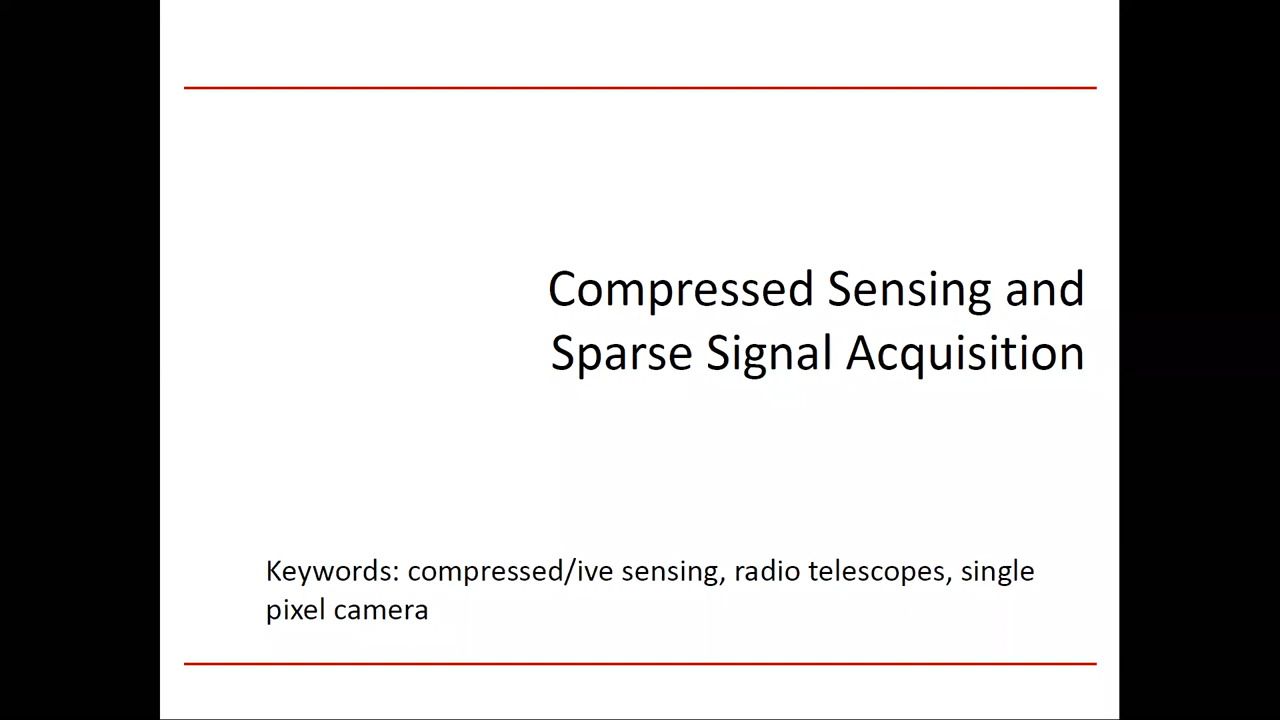 Compressed Sensing and
Sparse Signal Acquisition
Keywords: compressed/ive sensing, radio telescopes, single
pixel camera